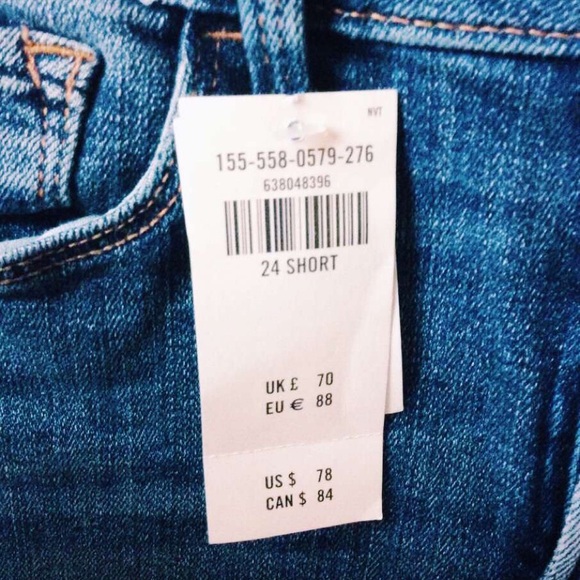 NVT
155-558-0579-276
638048396
24 SHORT
UK £ 70
EU € 88
US $ 78
CAN $ 84